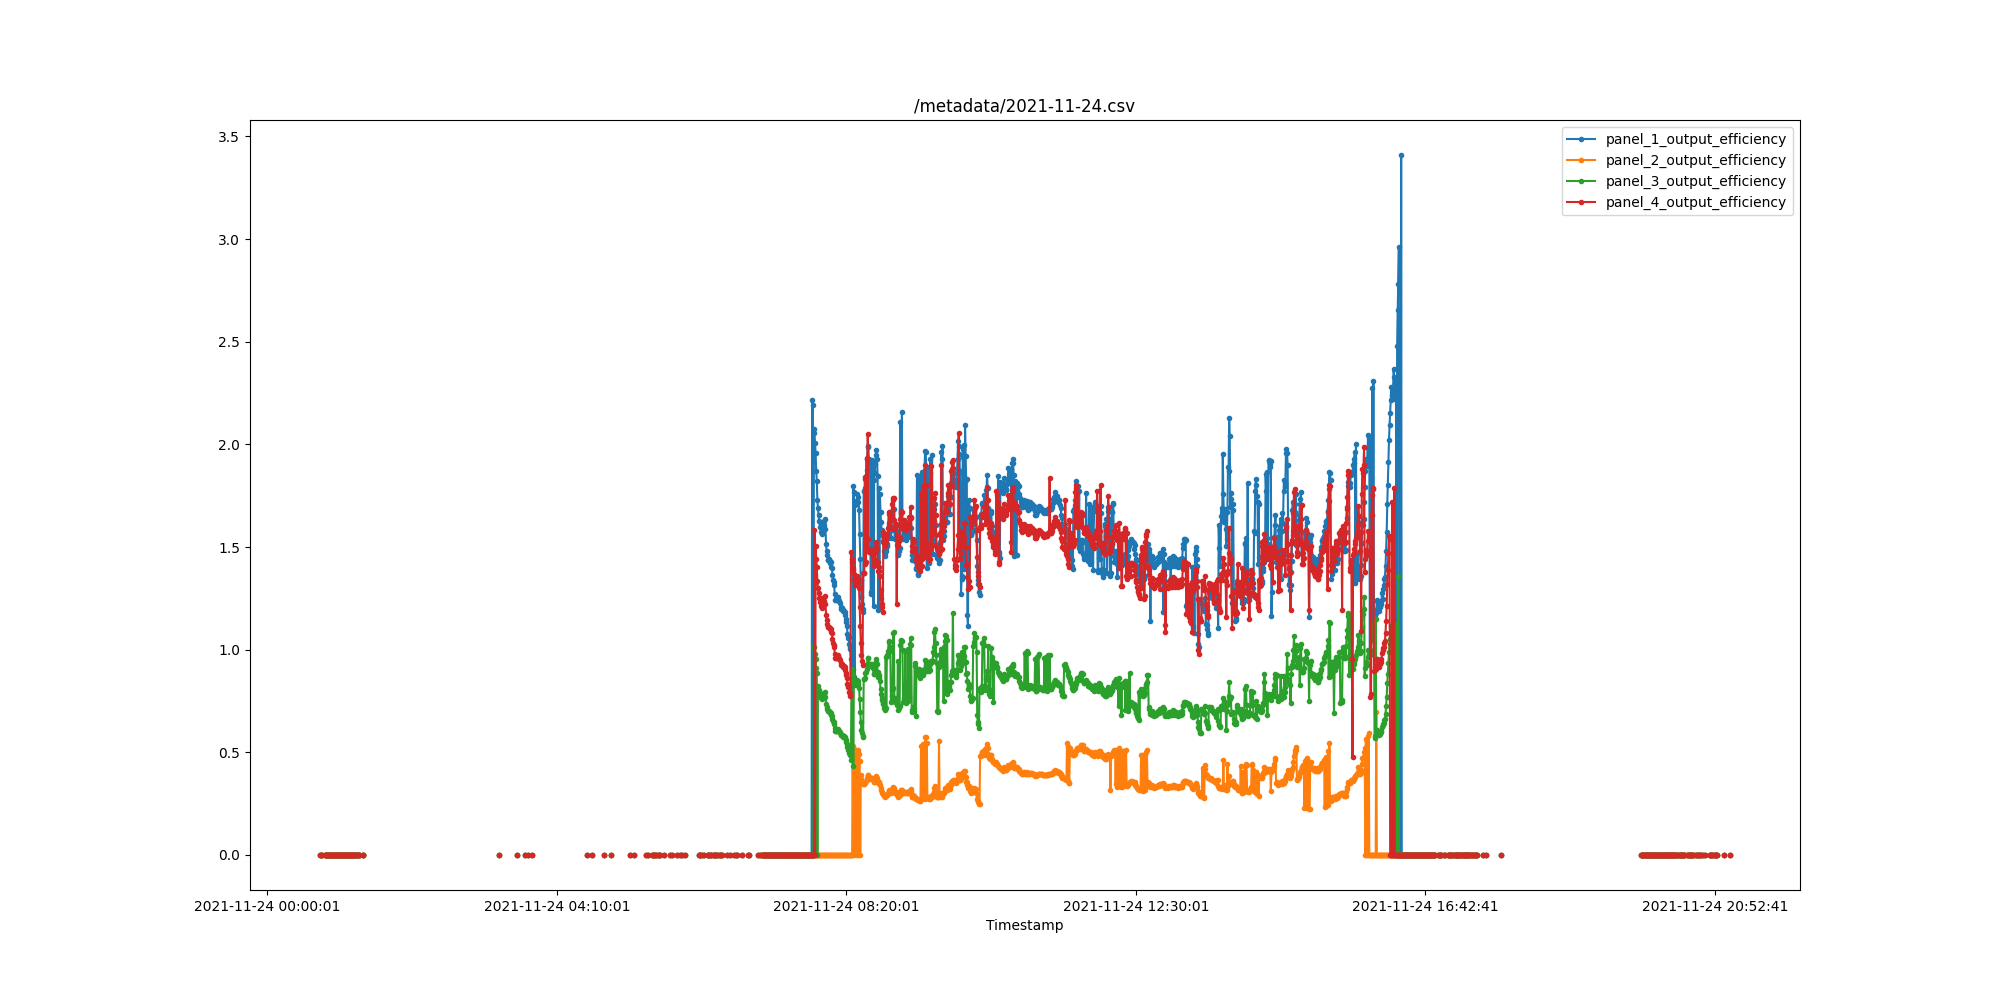 /metadata/2021-11-24.csv
3.5
3.0
2.5
2.0
1.5
1.0
0.5
0.0
panel_1_output_efficiency
panel_2_output_efficiency
panel_3_output_efficiency
panel_4_output_efficiency
2021-11-24 00:00:01 2021-11-24 04:10:01 2021-11-24 08:20:01 2021-11-24 12:30:01 2021-11-24 16:42:41 2021-11-24 20:52:41
Timestamp